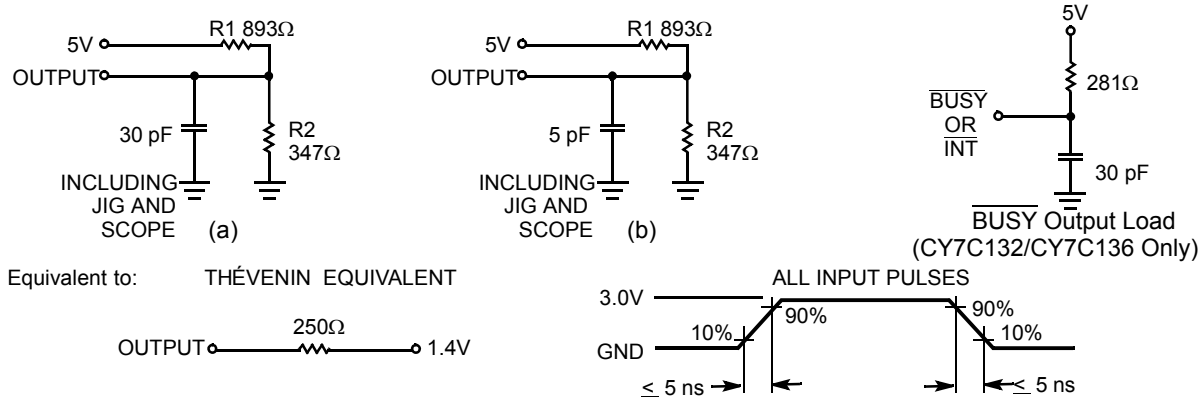 R1 893Ω
5V
OUTPUT
30 pF
R2
347Ω
INCLUDING
JIG AND
SCOPE
(a)
R1 893Ω
5V
OUTPUT
5 pF
R2
347Ω
INCLUDING
JIG AND
SCOPE
(b)
5V
281Ω
BUSY
OR
INT
30 pF
BUSY Output Load
(CY7C132/CY7C136 Only)
Equivalent to: THÉVENIN EQUIVALENT
250Ω
OUTPUT
1.4V
ALL INPUT PULSES
3.0V
90%
90%
10%
10%
GND
≤ 5 ns
≤ 5 ns